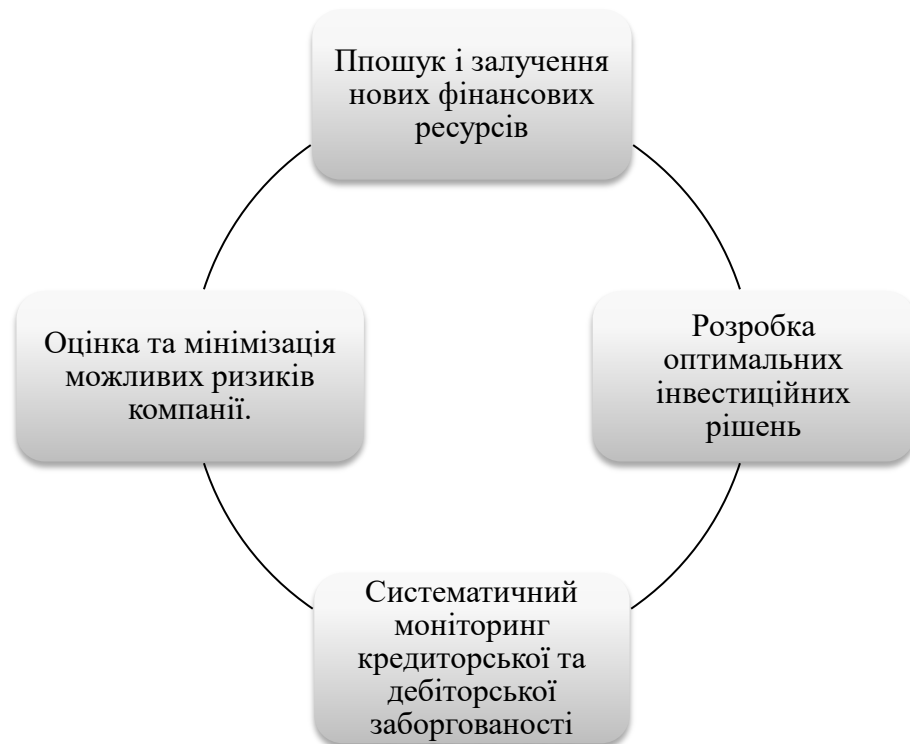 Ппошук і залучення
нових фінансових
ресурсів
Оцінка та мінімізація
можливих ризиків
компанії.
Розробка
оптимальних
інвестиційних
рішень
Систематичний
моніторинг
кредиторської та
дебіторської
заборгованості